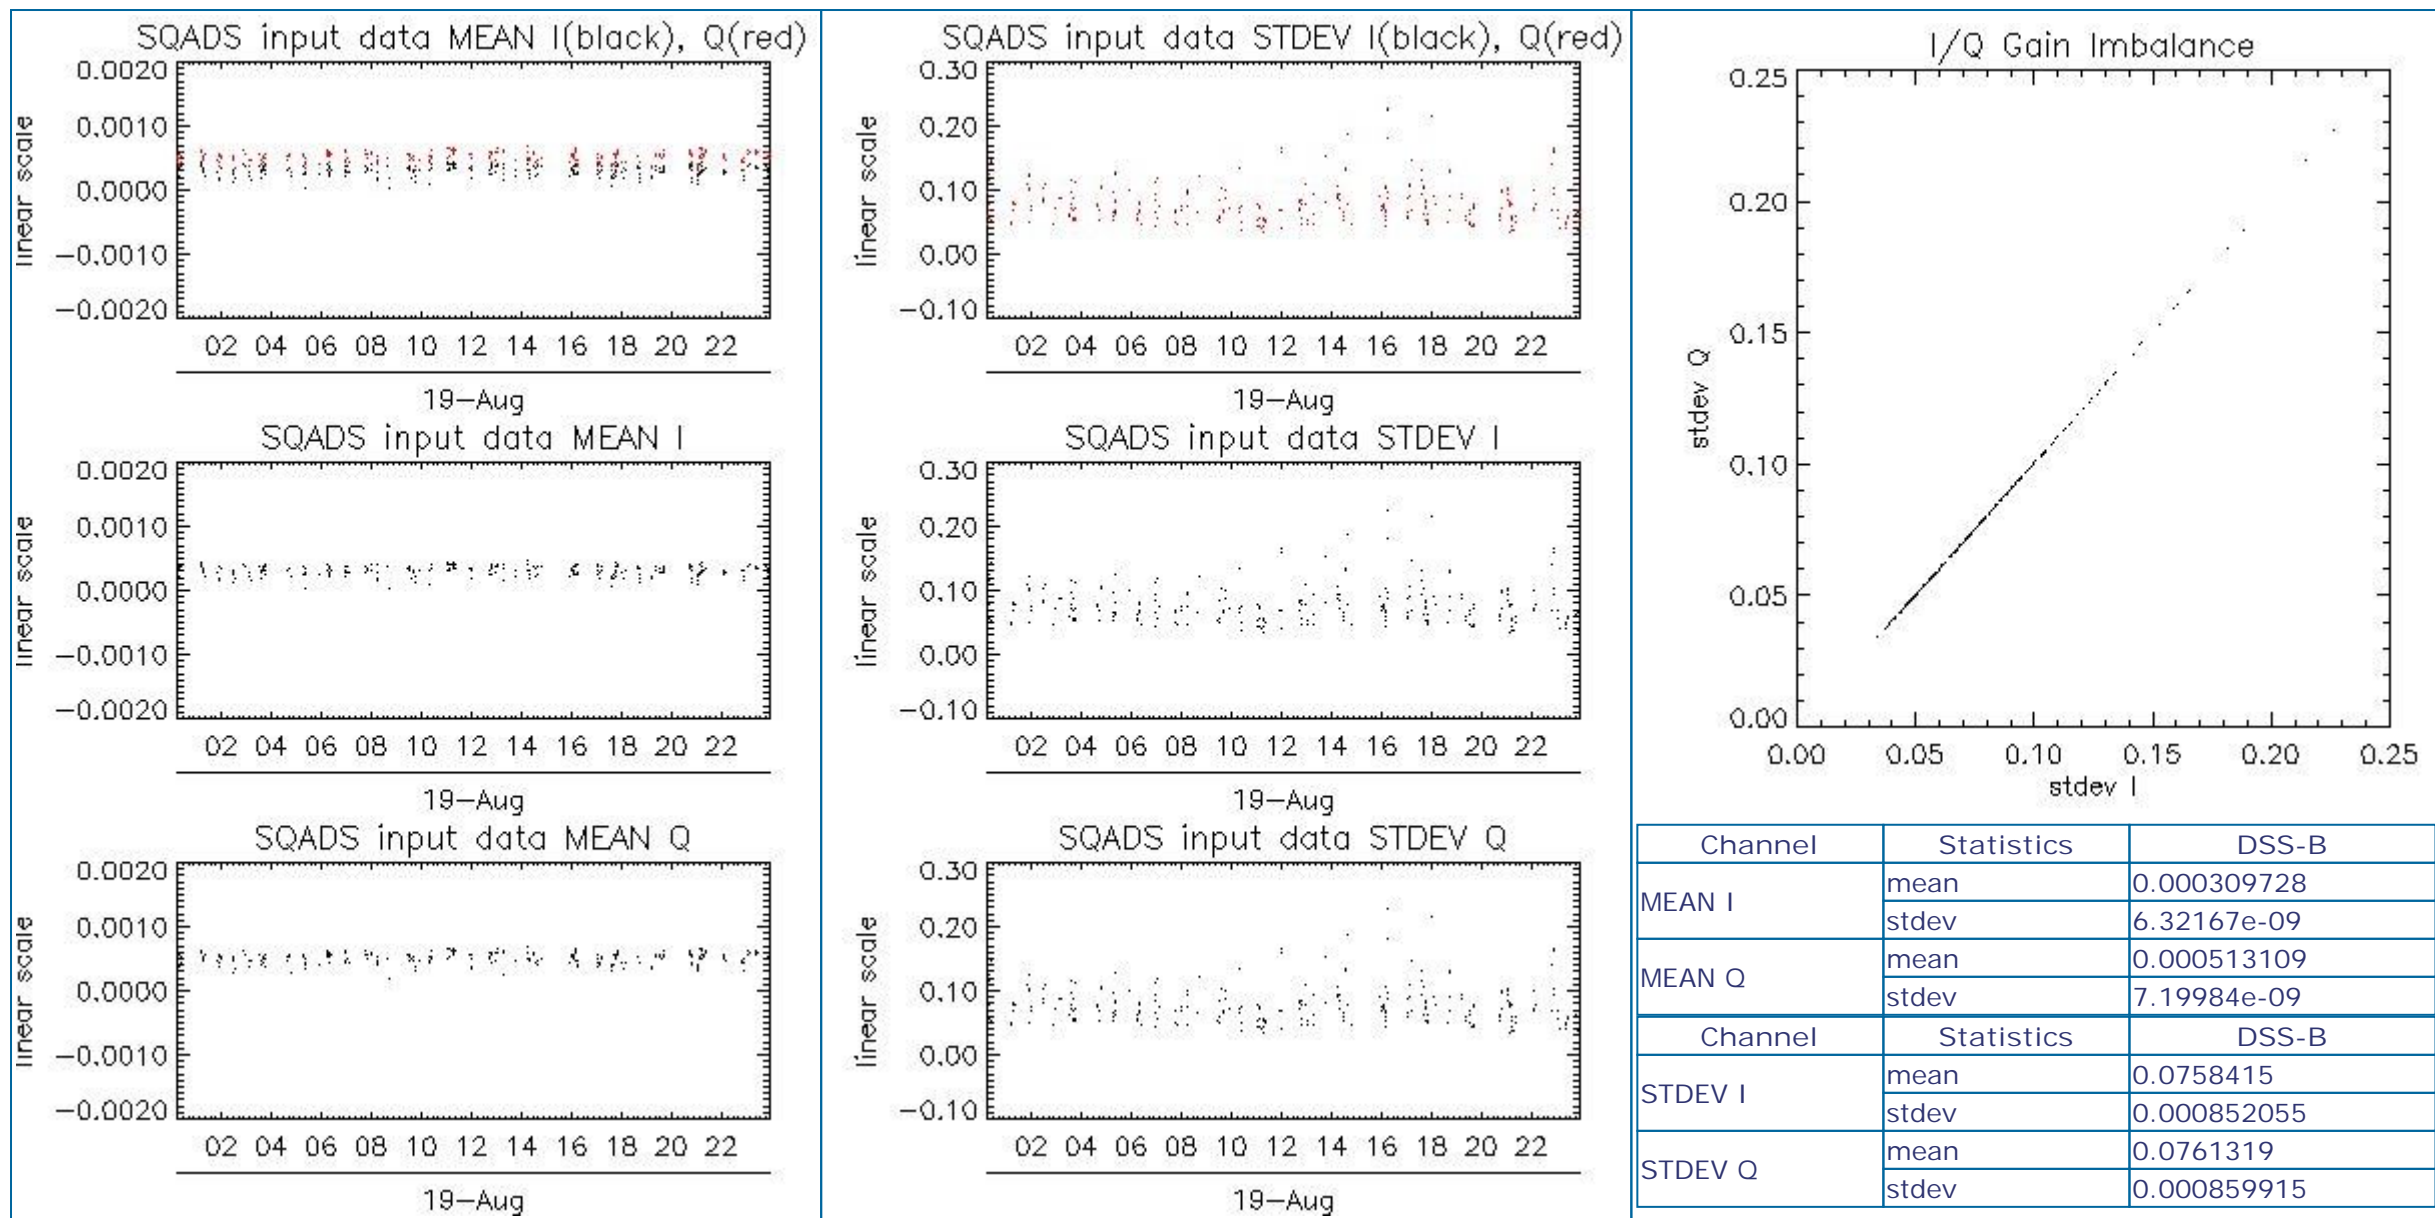 SQADS input data MEAN I(black), Q(red)
linear scale
0.0020
0.0010
0.0000
−0.0010
−0.0020
02 04 06 08 10 12 14 16 18 20 22
19−Aug
SQADS input data MEAN I
linear scale
0.0020
0.0010
0.0000
−0.0010
−0.0020
02 04 06 08 10 12 14 16 18 20 22
19−Aug
SQADS input data MEAN Q
linear scale
0.0020
0.0010
0.0000
−0.0010
−0.0020
02 04 06 08 10 12 14 16 18 20 22
19−Aug
SQADS input data STDEV I(black), Q(red)
linear scale
0.30
0.20
0.10
0.00
−0.10
02 04 06 08 10 12 14 16 18 20 22
19−Aug
SQADS input data STDEV I
linear scale
0.30
0.20
0.10
0.00
−0.10
02 04 06 08 10 12 14 16 18 20 22
19−Aug
SQADS input data STDEV Q
linear scale
0.30
0.20
0.10
0.00
−0.10
02 04 06 08 10 12 14 16 18 20 22
19−Aug
I/Q Gain Imbalance
stdev Q
0.25
0.20
0.15
0.10
0.05
0.00
0.00 0.05 0.10 0.15 0.20 0.25
stdev I
Channel Statistics DSS-B
MEAN I mean 0.000309728
stdev 6.32167e-09
MEAN Q mean 0.000513109
stdev 7.19984e-09
Channel Statistics DSS-B
STDEV I mean 0.0758415
stdev 0.000852055
STDEV Q mean 0.0761319
stdev 0.000859915